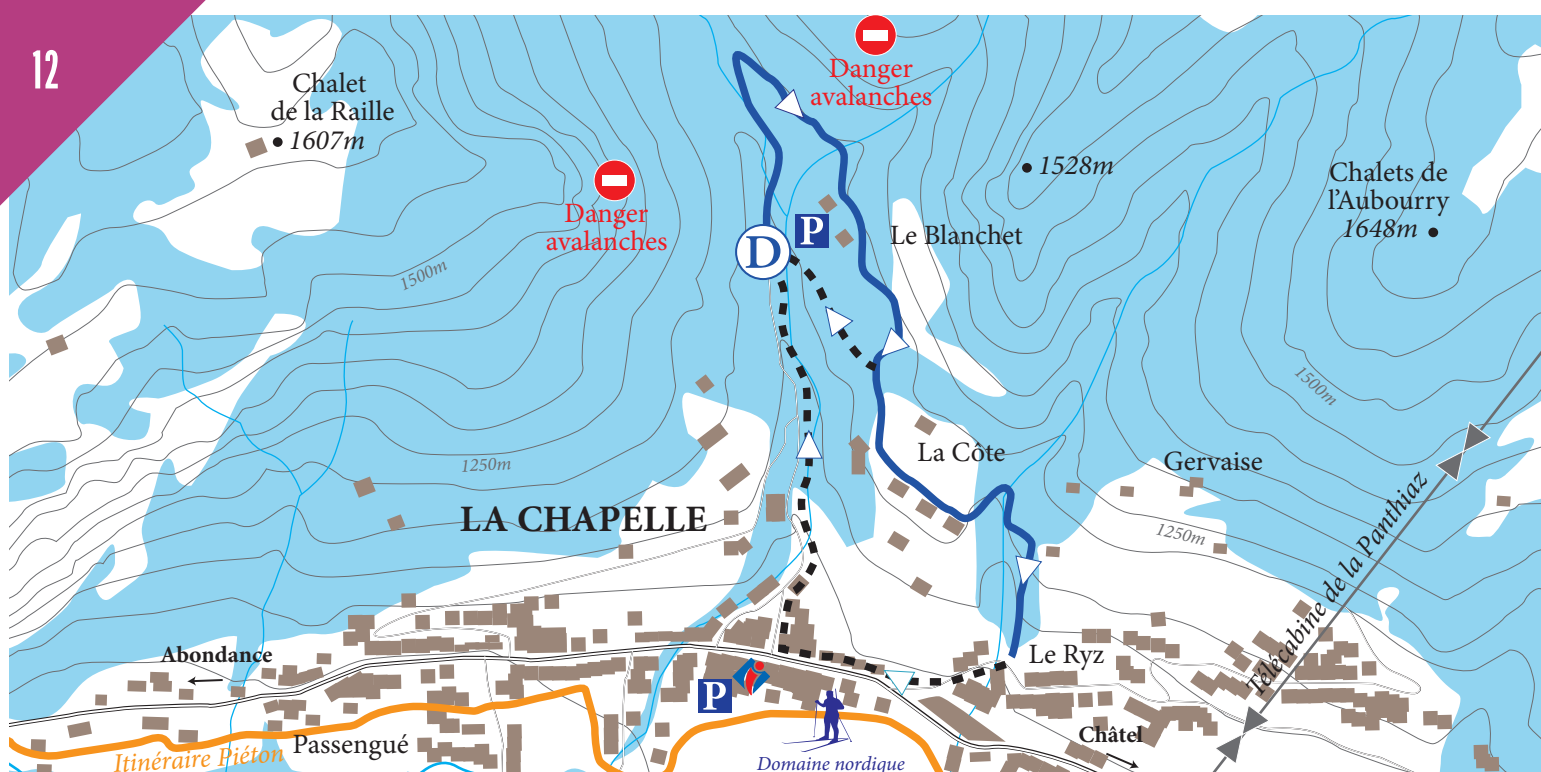 12
Danger
avalanches
Chalet
de la Raille
1607m
1528m
Chalets de
l'Aubourry
1648m
Danger
avalanches
P
D
Le Blanchet
1500m
1500m
La Côte
Gervaise
1250m
LA CHAPELLE
1250m
Télécabine de la Panthiaz
Abondance
Le Ryz
P
Châtel
Passengué
Itinéraire Piéton
Domaine nordique